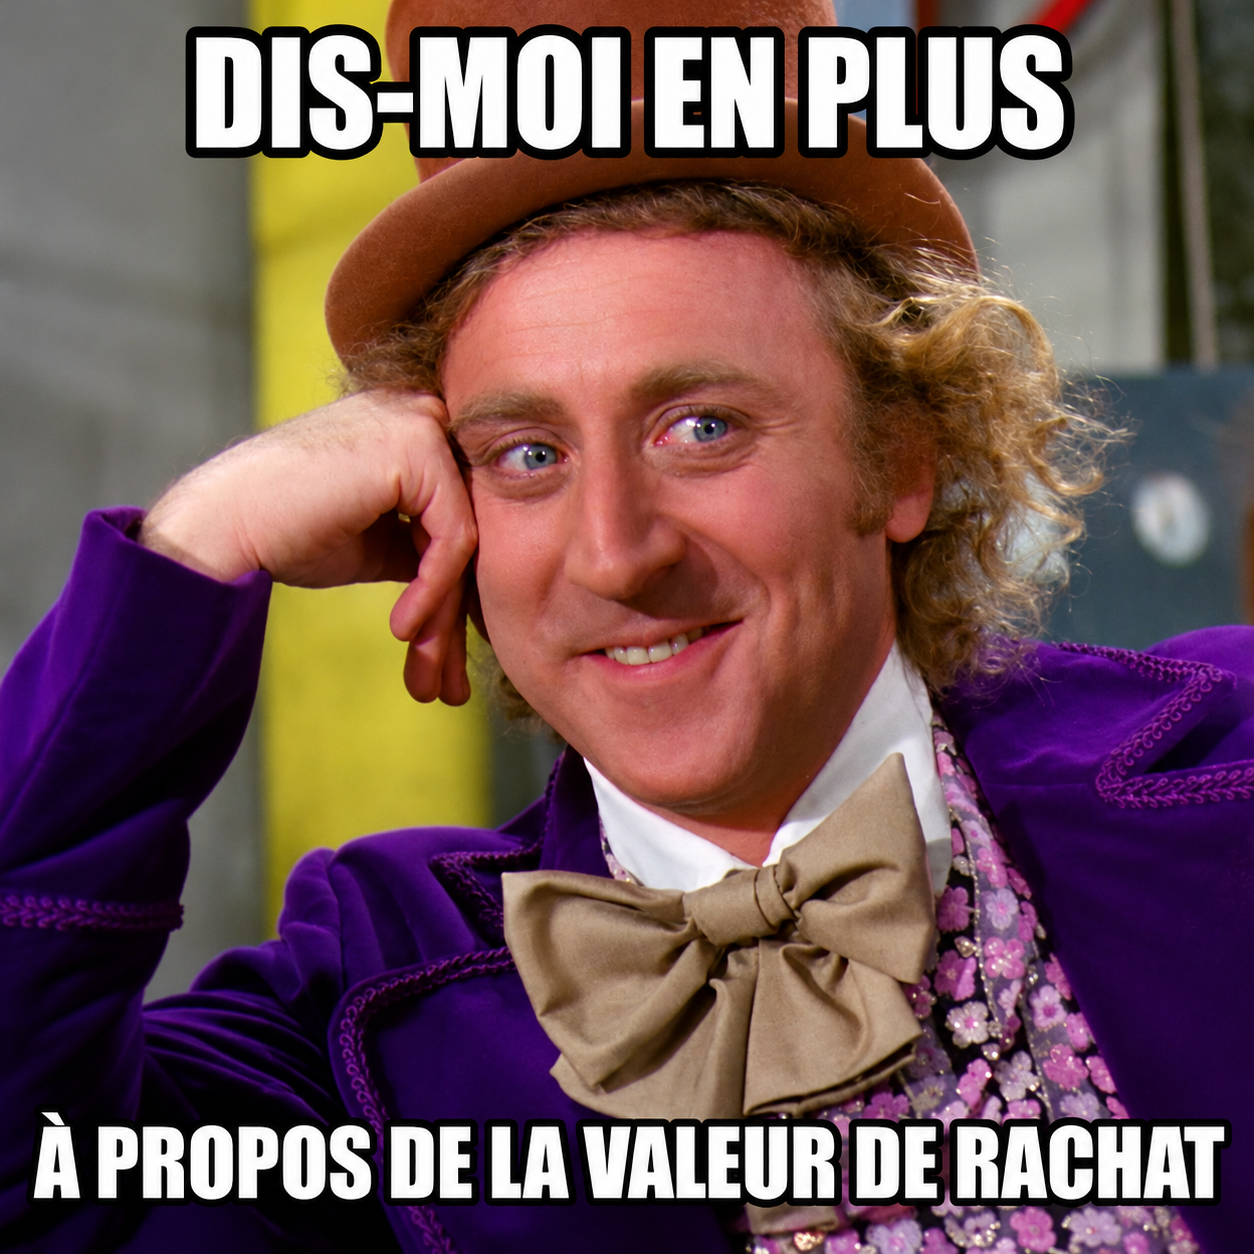 DIS-MOI EN PLUS
À PROPOS DE LA VALEUR DE RACHAT